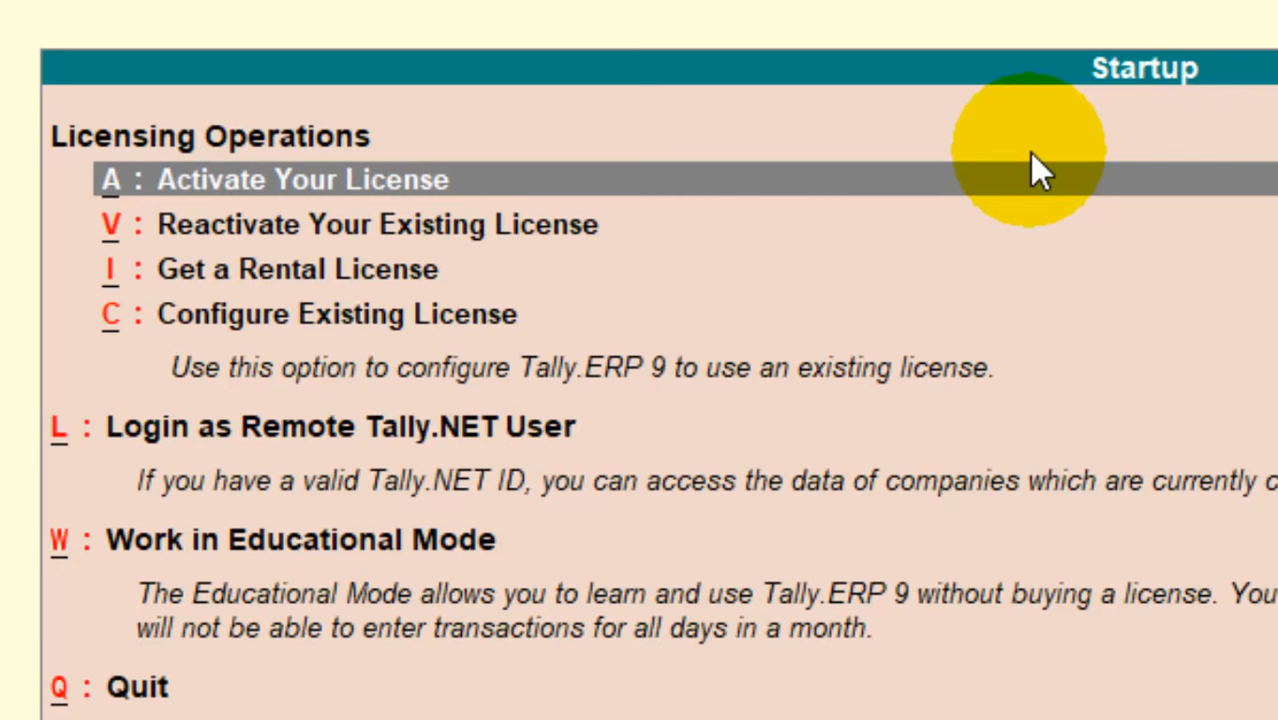 Startup
Licensing Operations
A : Activate Your License
V : Reactivate Your Existing License
I : Get a Rental License
C : Configure Existing License
Use this option to configure Tally.ERP 9 to use an existing license.
L : Login as Remote Tally.NET User
If you have a valid Tally.NET ID, you can access the data of companies which are currently
W : Work in Educational Mode
The Educational Mode allows you to learn and use Tally.ERP 9 without buying a license. You
will not be able to enter transactions for all days in a month.
Q : Quit